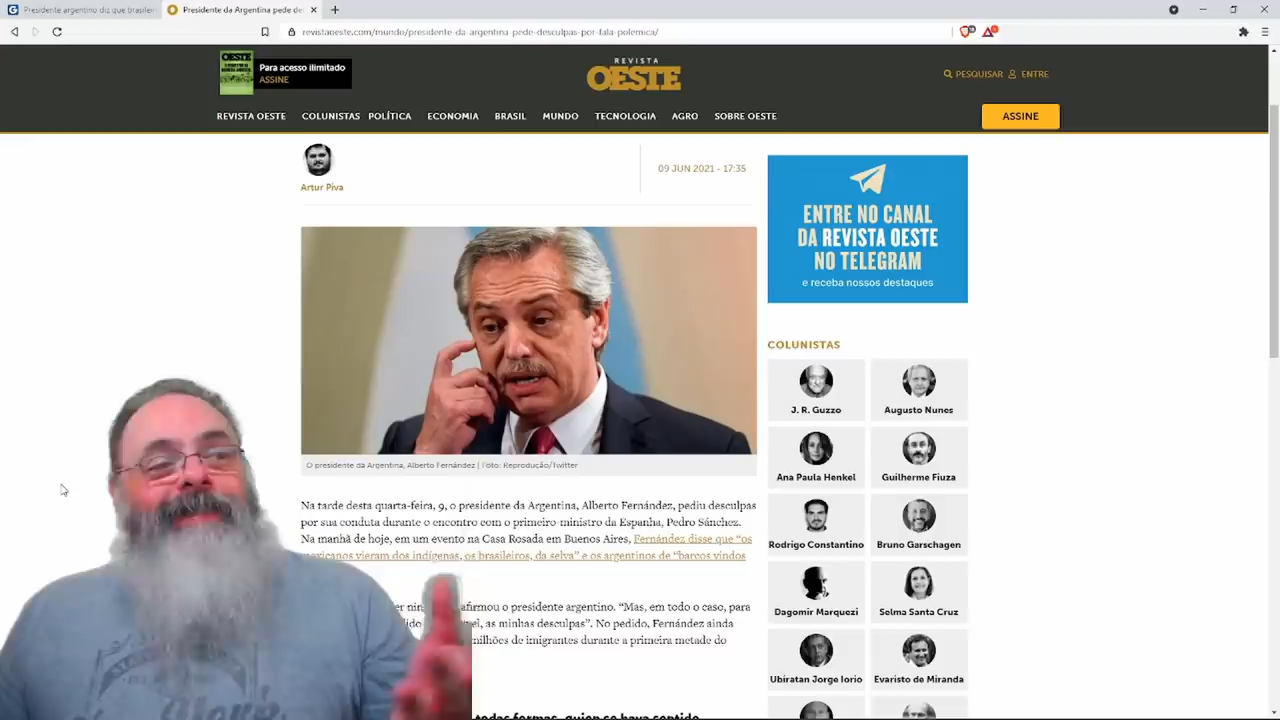 Presidente argentino diz que brasileir
Presidente da Argentina pede de
revistaoeste.com/mundo/presidente-da-argentina-pede-desculpas-por-fala-polemica/
OESTE
Para acesso ilimitado
ASSINE
REVISTA
OESTE
PESQUISAR
ENTRE
REVISTA OESTE
COLUNISTAS
POLÍTICA
ECONOMIA
BRASIL
MUNDO
TECNOLOGIA
AGRO
SOBRE OESTE
ASSINE
Artur Piva
09 JUN 2021 - 17:35
O presidente da Argentina, Alberto Fernández | Foto: Reprodução/Twitter
Na tarde desta quarta-feira, 9, o presidente da Argentina, Alberto Fernández, pediu desculpas
por sua conduta durante o encontro com o primeiro-ministro da Espanha, Pedro Sánchez.
Na manhã de hoje, em um evento na Casa Rosada em Buenos Aires, Fernández disse que “os
mexicanos vieram dos indígenas, os brasileiros, da selva” e os argentinos de “barcos vindos
afirmou o presidente argentino. “Mas, em todo o caso, para
as minhas desculpas”. No pedido, Fernández ainda
milhões de imigrantes durante a primeira metade do
todas formas, quien se haya sentido
ENTRE NO CANAL
DA REVISTA OESTE
NO TELEGRAM
e receba nossos destaques
COLUNISTAS
J. R. Guzzo
Augusto Nunes
Ana Paula Henkel
Guilherme Fiuza
Rodrigo Constantino
Bruno Garschagen
Dagomir Marquezi
Selma Santa Cruz
Ubiratan Jorge Iorio
Evaristo de Miranda